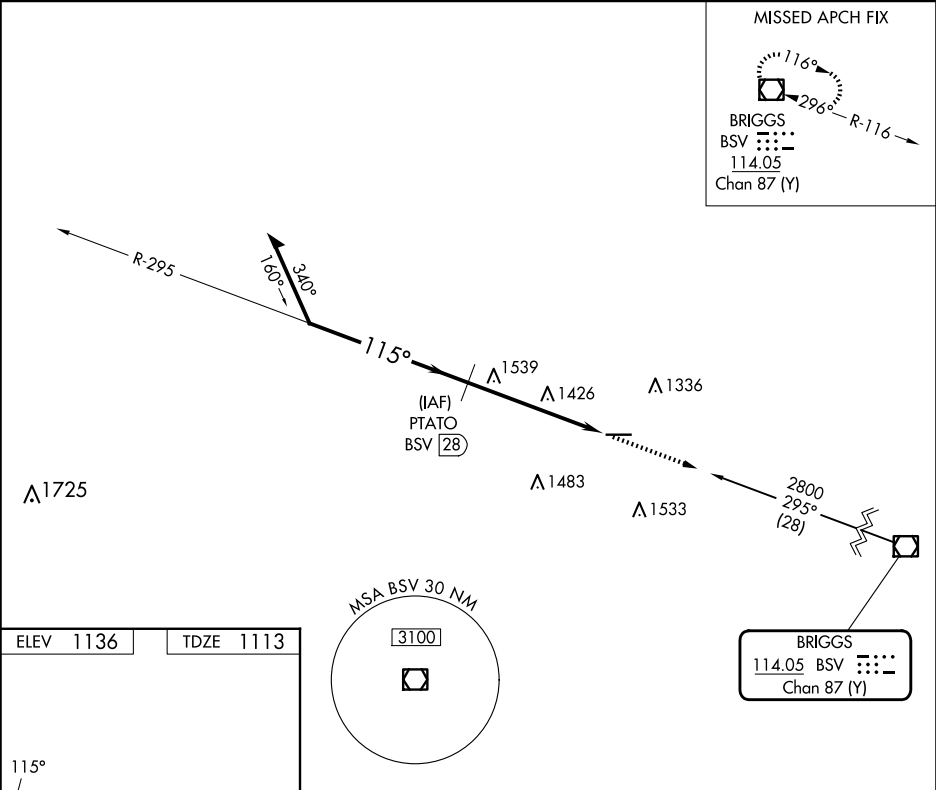 MISSED APCH FIX
116°
296°
R-116
BRIGGS
BSV
114.05
Chan 87 (Y)
R-295
160°
340°
115°
(IAF)
PTATO
BSV 28
1539
1426
1336
1725
1483
1533
2800
295°
(28)
MSA BSV 30 NM
3100
BRIGGS
114.05 BSV
Chan 87 (Y)
ELEV 1136
TDZE 1113
115°